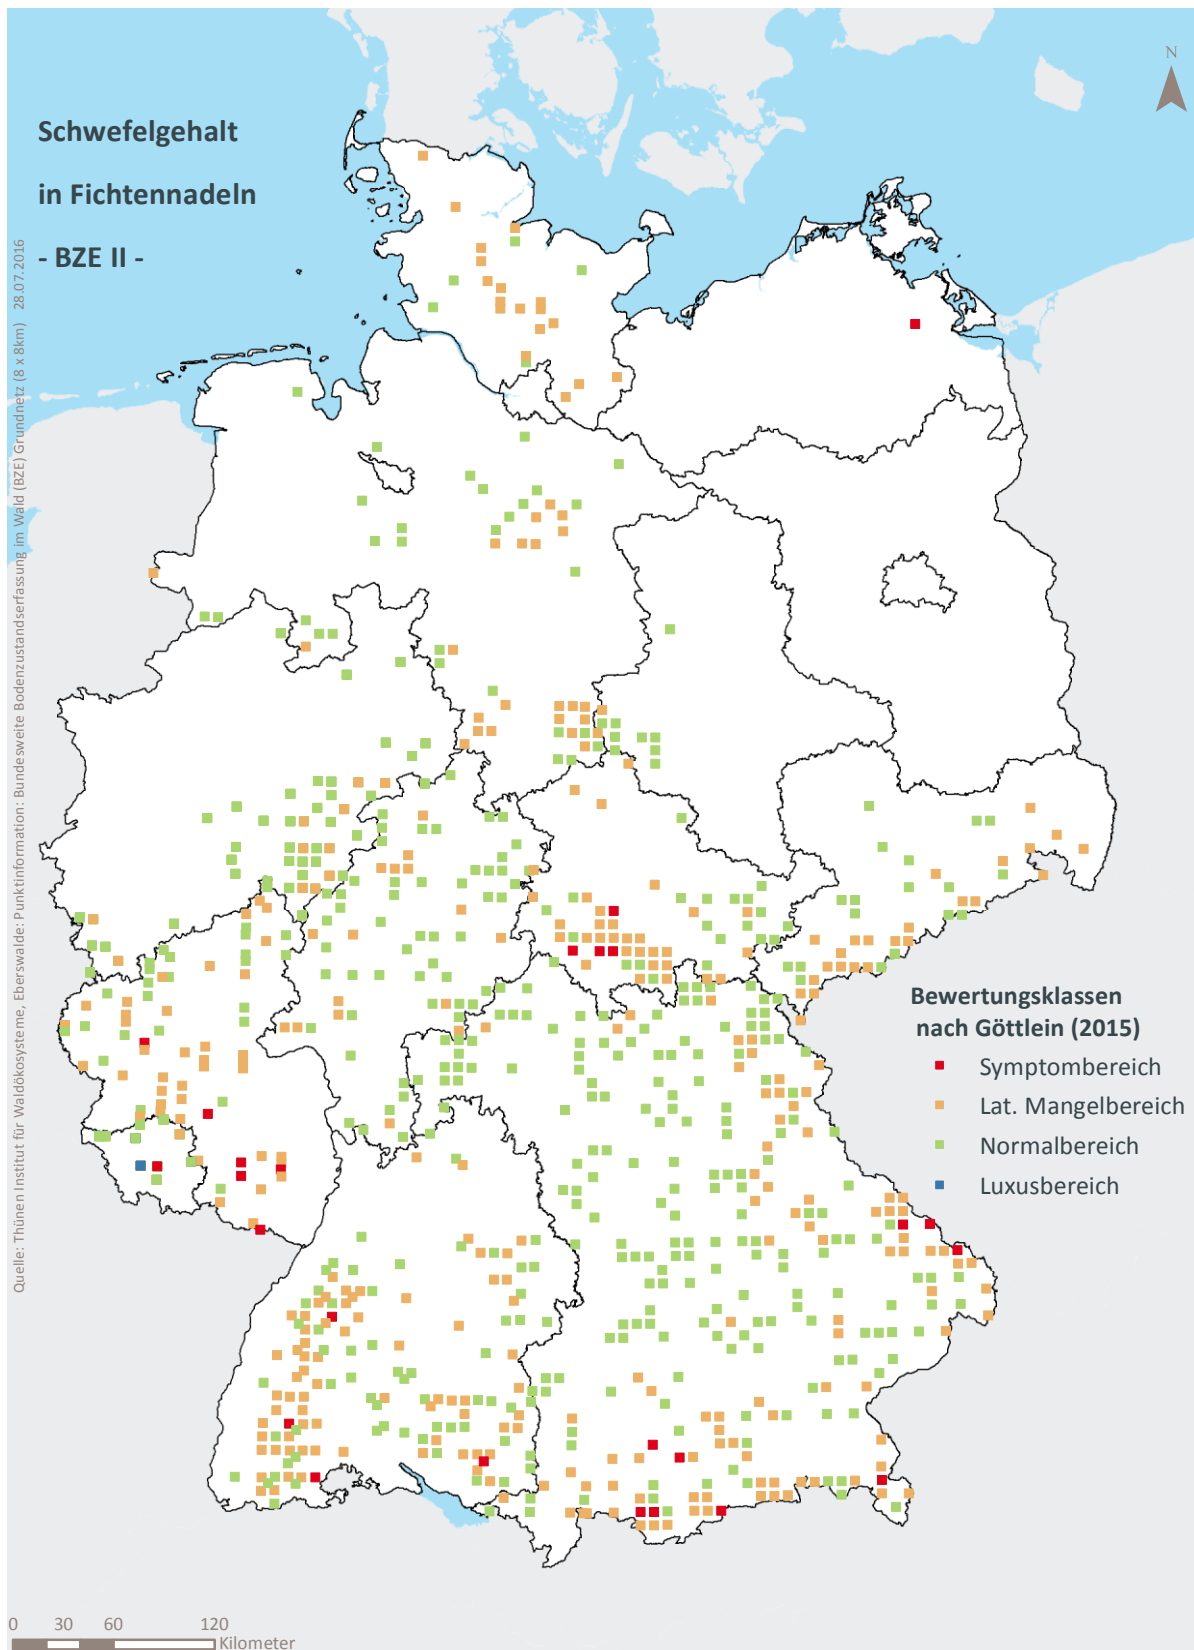 Schwefelgehalt
in Fichtennadeln
- BZE II -
N
Quelle: Thünen Institut für Waldökosysteme, Eberswalde: Punktinformation: Bundesweite Bodenzustandserfassung im Wald (BZE) Grundnetz (8 x 8km) 28.07.2016
Bewertungsklassen
nach Göttlein (2015)
Symptombereich
Lat. Mangelbereich
Normalbereich
Luxusbereich
0 30 60 120
Kilometer